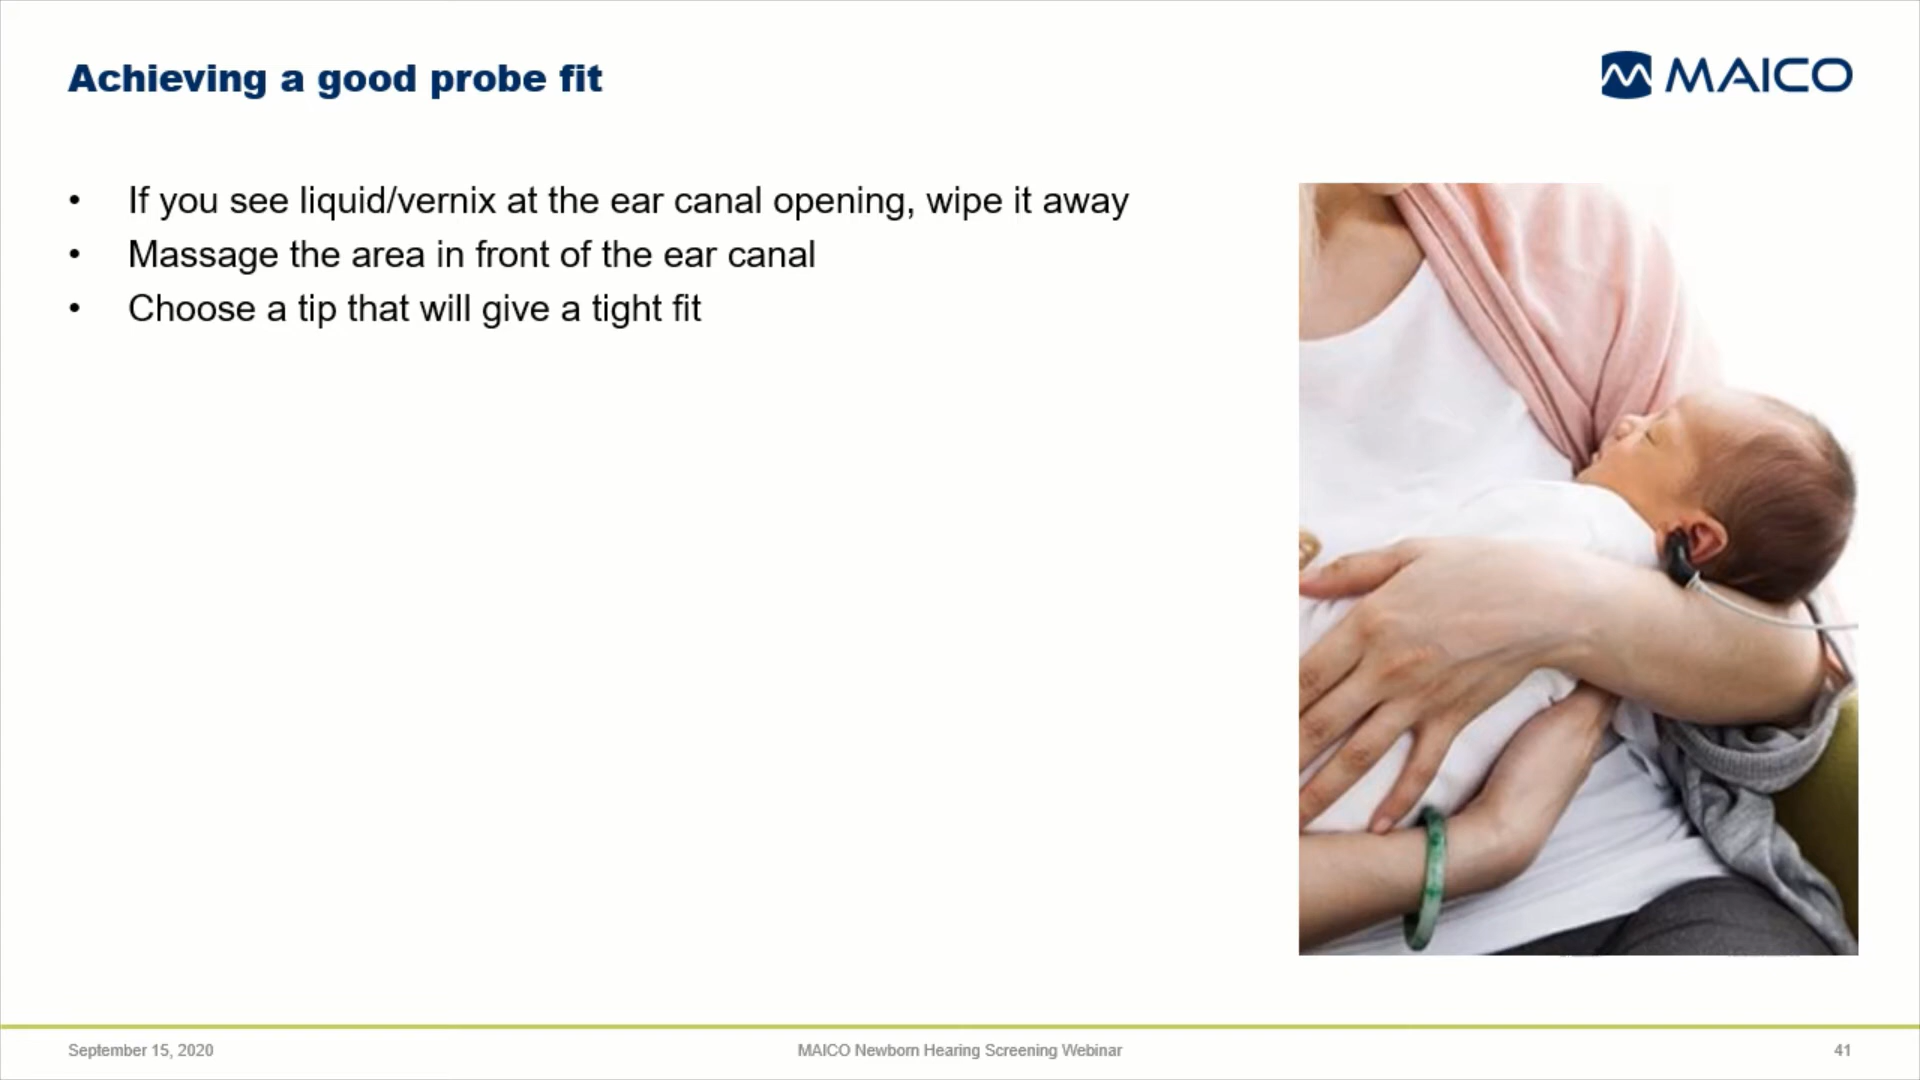 Achieving a good probe fit
MAICO
• If you see liquid/vernix at the ear canal opening, wipe it away
• Massage the area in front of the ear canal
• Choose a tip that will give a tight fit
September 15, 2020
MAICO Newborn Hearing Screening Webinar
41